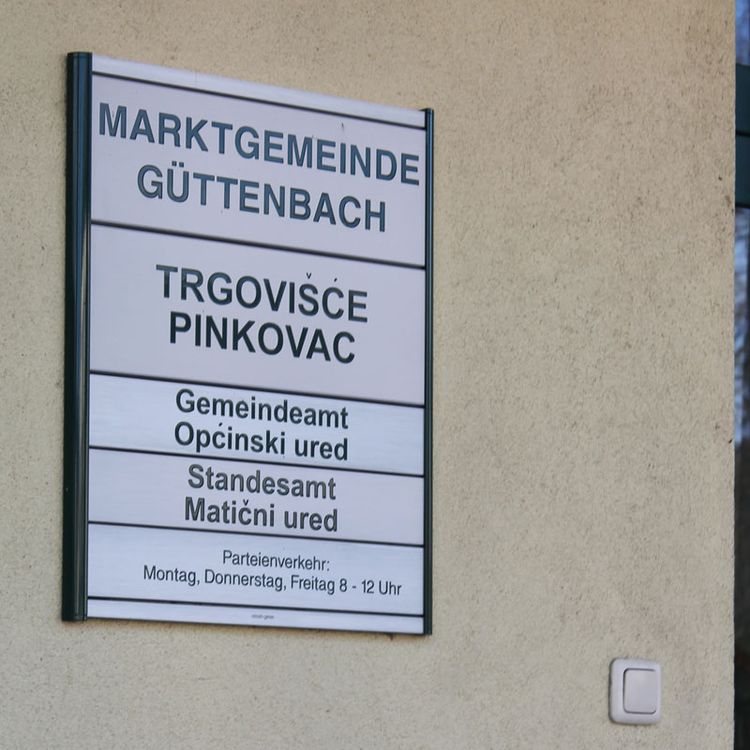 MARKTGEMEINDE
GÜTTENBACH
TRGOVIŠĆE
PINKOVAC
Gemeindeamt
Općinski ured
Standesamt
Matični ured
Parteienverkehr:
Montag, Donnerstag, Freitag 8 - 12 Uhr